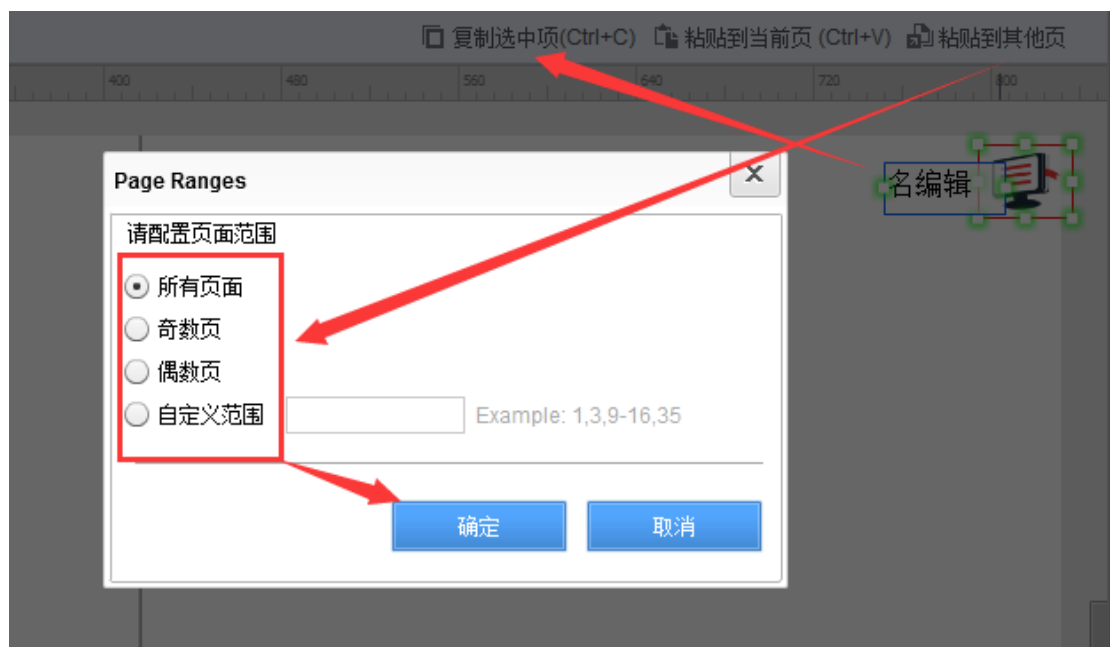 复制选中项(Ctrl+C) 粘贴到当前页 (Ctrl+V) 粘贴到其他页
400 480 560 640 720 800
名编辑
Page Ranges
请配置页面范围
所有页面
奇数页
偶数页
自定义范围 Example: 1,3,9-16,35
确定 取消